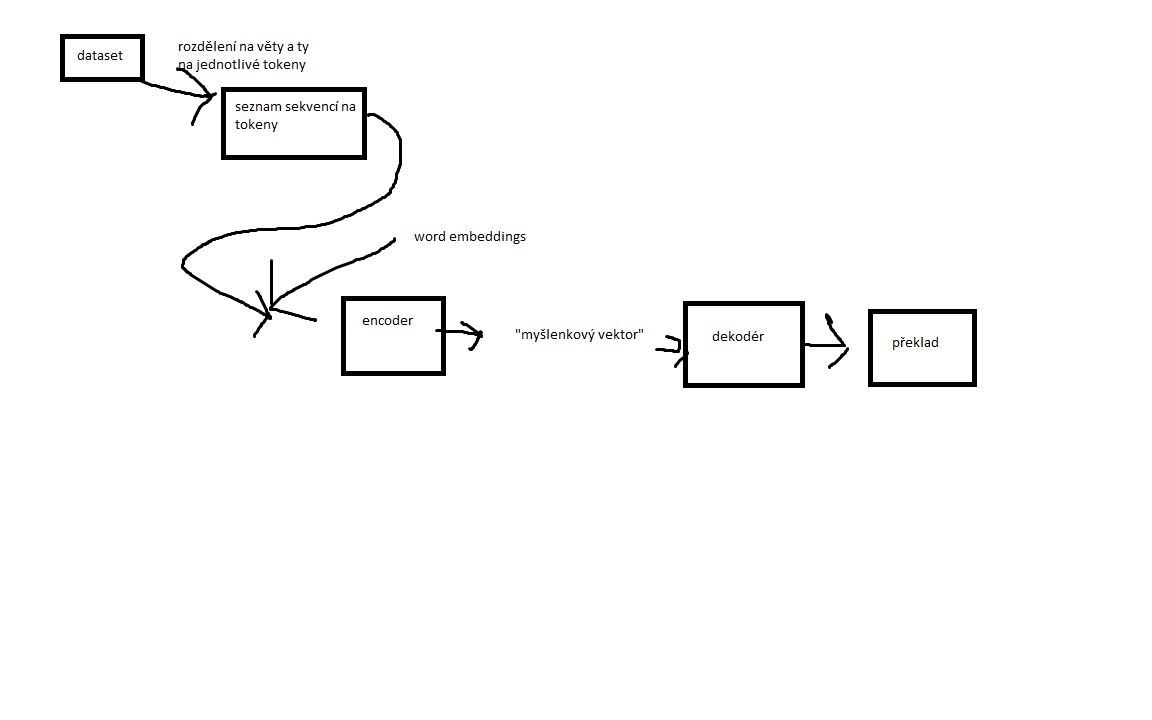 dataset
rozdělení na věty a ty
na jednotlivé tokeny
seznam sekvencí na
tokeny
word embeddings
encoder
"myšlenkový vektor"
dekodér
překlad